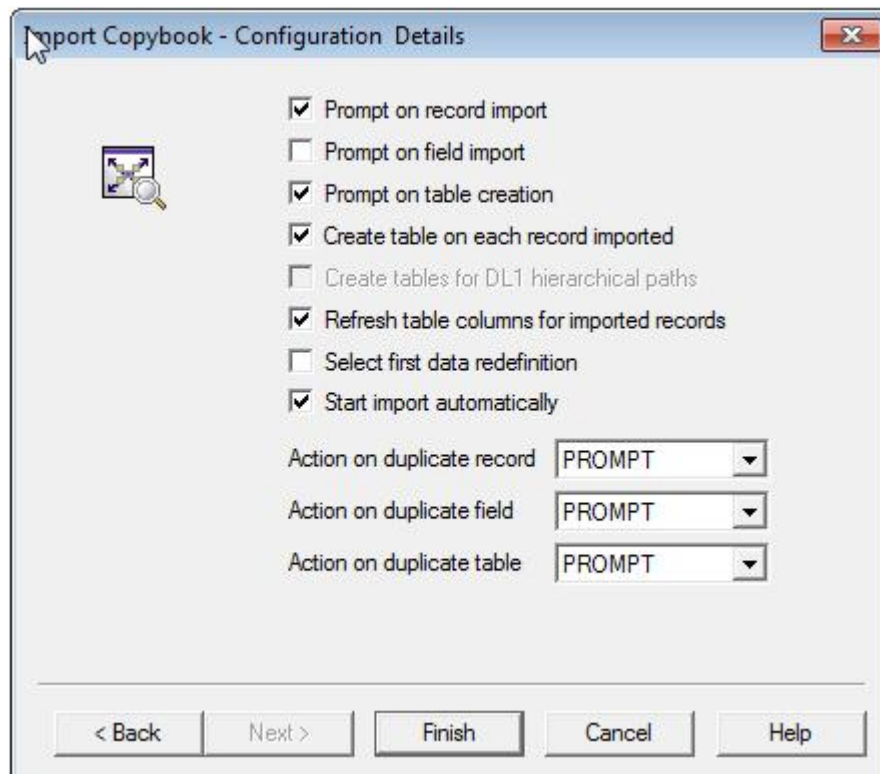 Import Copybook - Configuration Details
Prompt on record import
Prompt on field import
Prompt on table creation
Create table on each record imported
Create tables for DL1 hierarchical paths
Refresh table columns for imported records
Select first data redefinition
Start import automatically
Action on duplicate record PROMPT
Action on duplicate field PROMPT
Action on duplicate table PROMPT
< Back Next > Finish Cancel Help